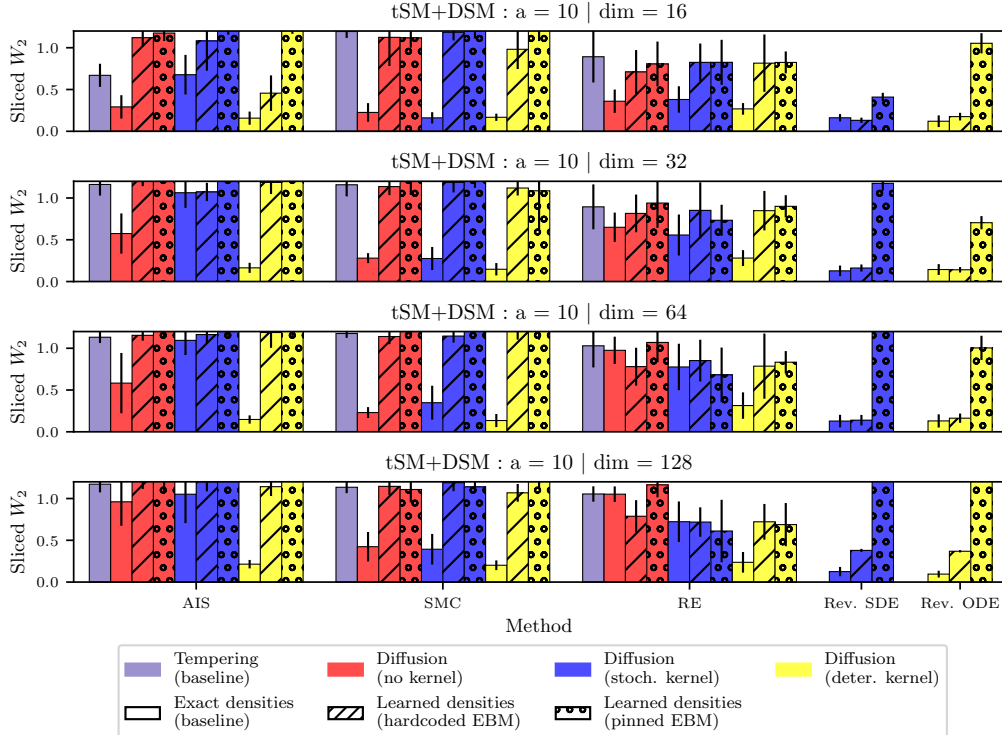 tSM+DSM : a = 10 | dim = 16
Sliced W2
1.0
0.5
0.0
tSM+DSM : a = 10 | dim = 32
Sliced W2
1.0
0.5
0.0
tSM+DSM : a = 10 | dim = 64
Sliced W2
1.0
0.5
0.0
tSM+DSM : a = 10 | dim = 128
Sliced W2
1.0
0.5
0.0
AIS SMC RE Rev. SDE Rev. ODE
Method
Tempering Diffusion Diffusion Diffusion
(baseline) (no kernel) (stoch. kernel) (deter. kernel)
Exact densities Learned densities Learned densities
(baseline) (hardcoded EBM) (pinned EBM)